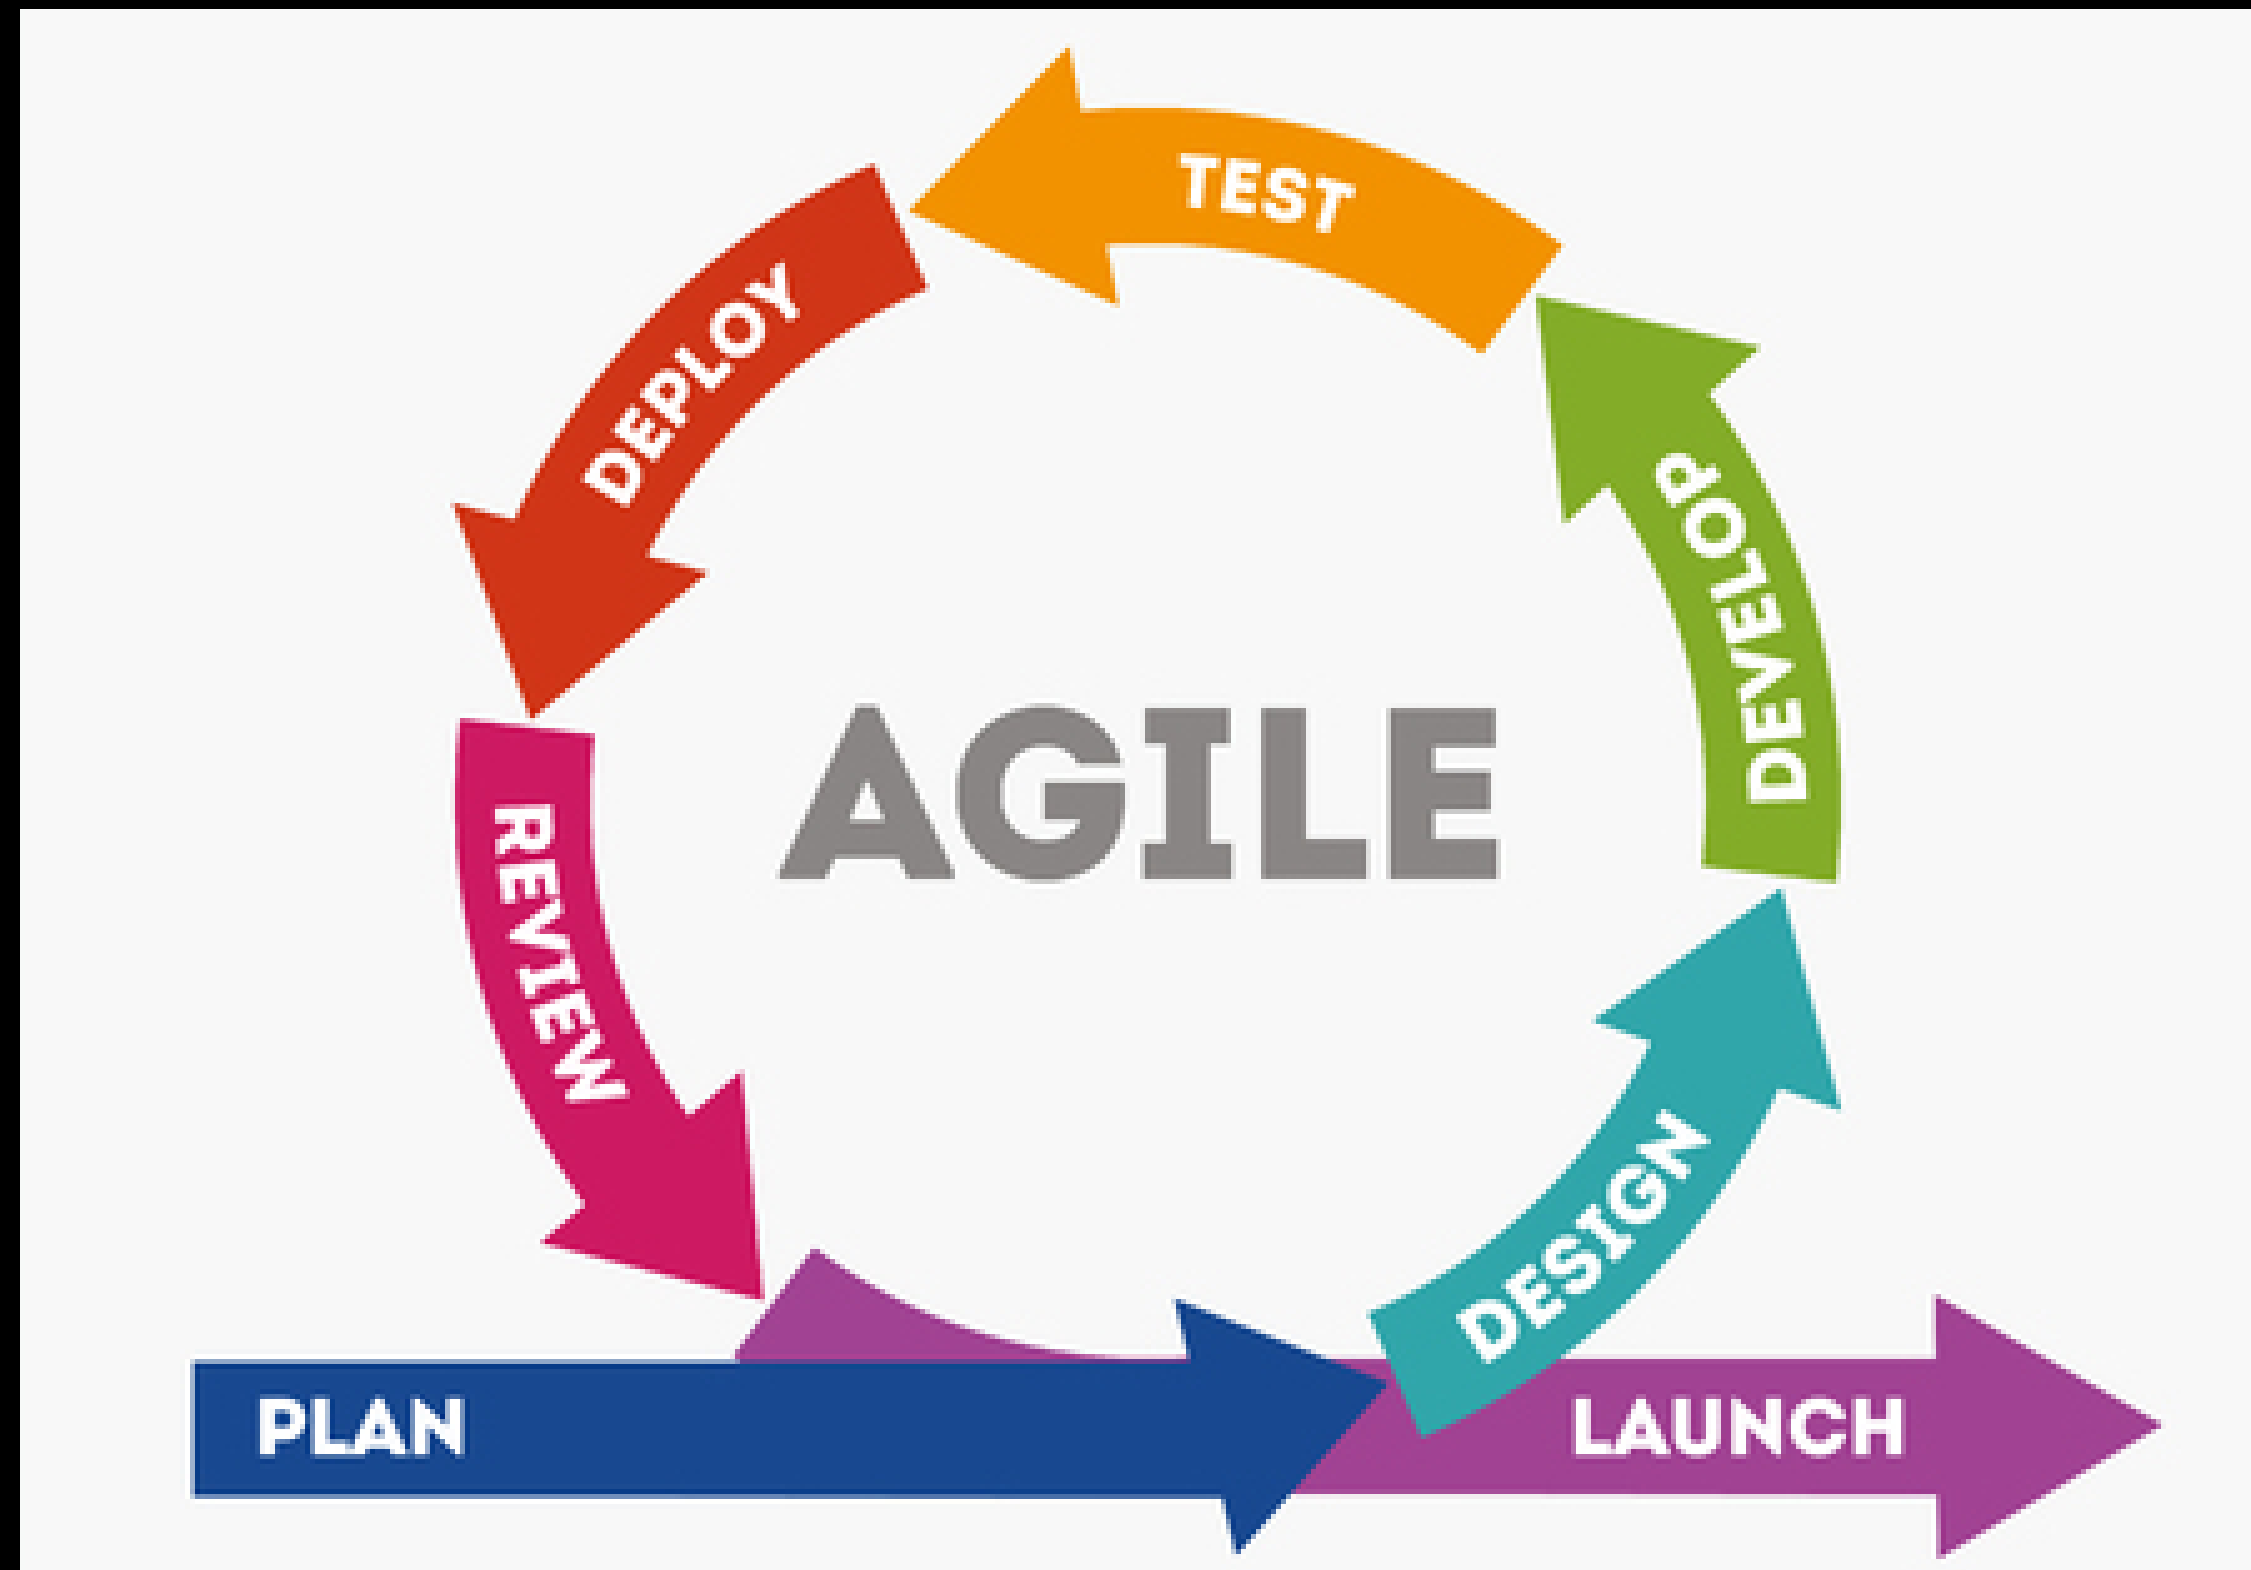 TEST
DEPLOY
DEVELOP
AGILE
REVIEW
DESIGN
PLAN
LAUNCH